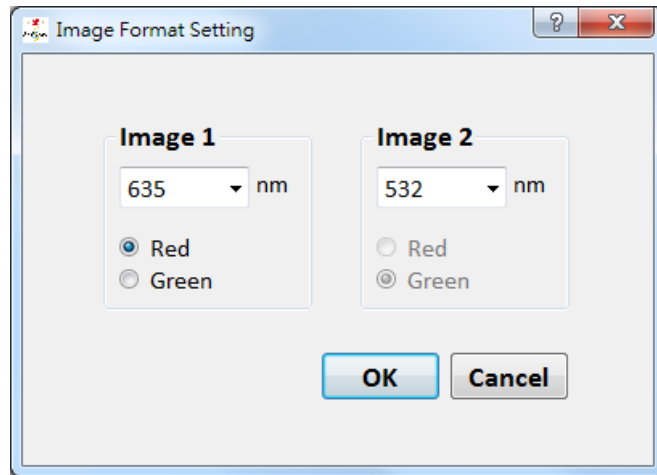 Image Format Setting
Image 1
635 nm
Red
Green
Image 2
532 nm
Red
Green
OK Cancel